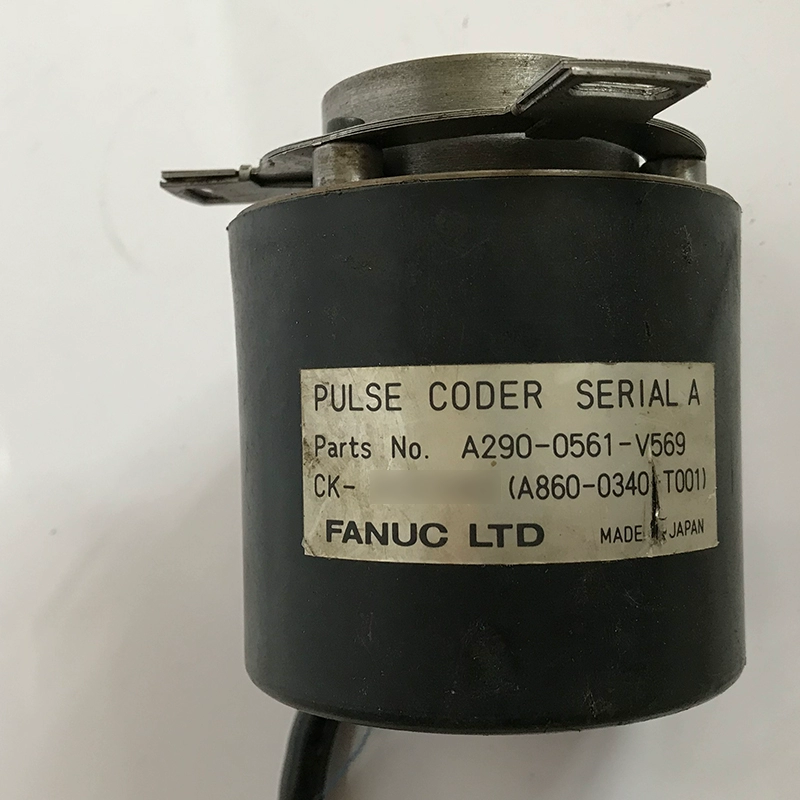 PULSE CODER SERIAL A
Parts No. A290-0561-V569
CK- (A860-0340 T001)
FANUC LTD MADE JAPAN